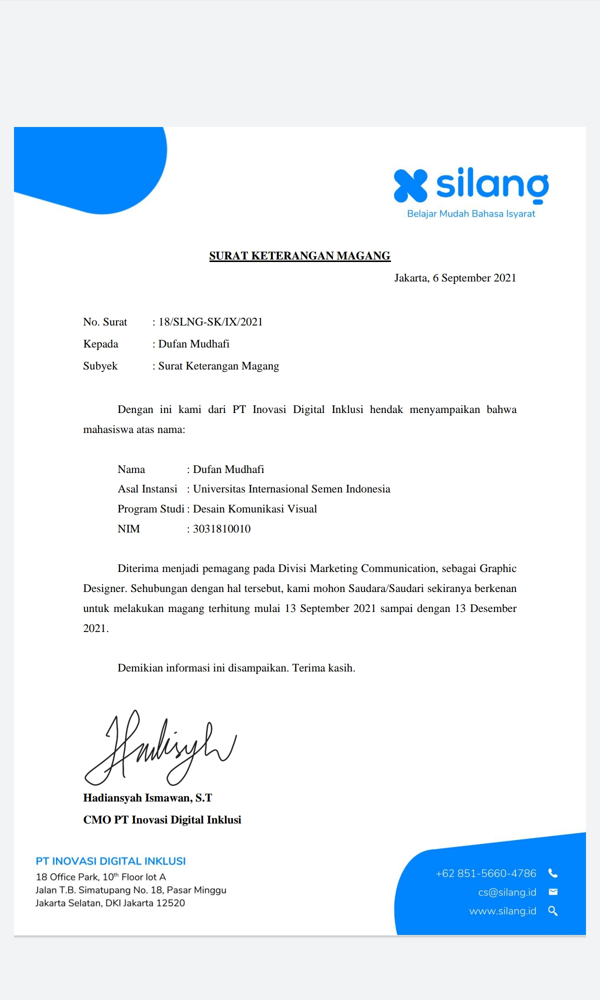 silang
Belajar Mudah Bahasa Isyarat
SURAT KETERANGAN MAGANG
Jakarta, 6 September 2021
No. Surat : 18/SLNG-SK/IX/2021
Kepada : Dufan Mudhafi
Subyek : Surat Keterangan Magang
Dengan ini kami dari PT Inovasi Digital Inklusi hendak menyampaikan bahwa
mahasiswa atas nama:
Nama : Dufan Mudhafi
Asal Instansi : Universitas Internasional Semen Indonesia
Program Studi : Desain Komunikasi Visual
NIM : 3031810010
Diterima menjadi pemagang pada Divisi Marketing Communication, sebagai Graphic
Designer. Sehubungan dengan hal tersebut, kami mohon Saudara/Saudari sekiranya berkenan
untuk melakukan magang terhitung mulai 13 September 2021 sampai dengan 13 Desember
2021.
Demikian informasi ini disampaikan. Terima kasih.
Hadiansyah Ismawan, S.T
CMO PT Inovasi Digital Inklusi
PT INOVASI DIGITAL INKLUSI
18 Office Park, 10th Floor lot A
Jalan T.B. Simatupang No. 18, Pasar Minggu
Jakarta Selatan, DKI Jakarta 12520
+62 851-5660-4786
cs@silang.id
www.silang.id